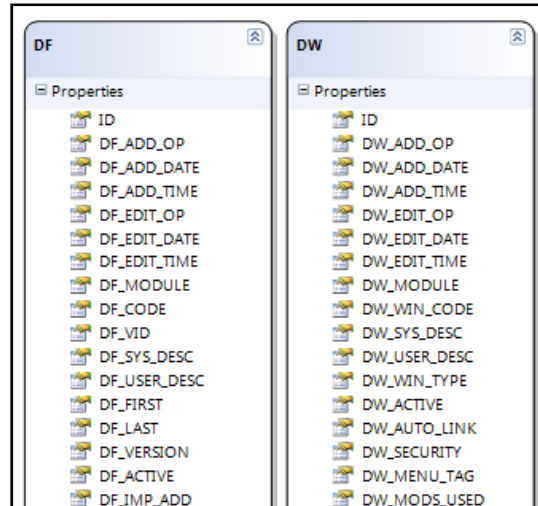 DF
Properties
ID
DF_ADD_OP
DF_ADD_DATE
DF_ADD_TIME
DF_EDIT_OP
DF_EDIT_DATE
DF_EDIT_TIME
DF_MODULE
DF_CODE
DF_VID
DF_SYS_DESC
DF_USER_DESC
DF_FIRST
DF_LAST
DF_VERSION
DF_ACTIVE
DF_IMP_ADD
DW
Properties
ID
DW_ADD_OP
DW_ADD_DATE
DW_ADD_TIME
DW_EDIT_OP
DW_EDIT_DATE
DW_EDIT_TIME
DW_MODULE
DW_WIN_CODE
DW_SYS_DESC
DW_USER_DESC
DW_WIN_TYPE
DW_ACTIVE
DW_AUTO_LINK
DW_SECURITY
DW_MENU_TAG
DW_MODS_USED